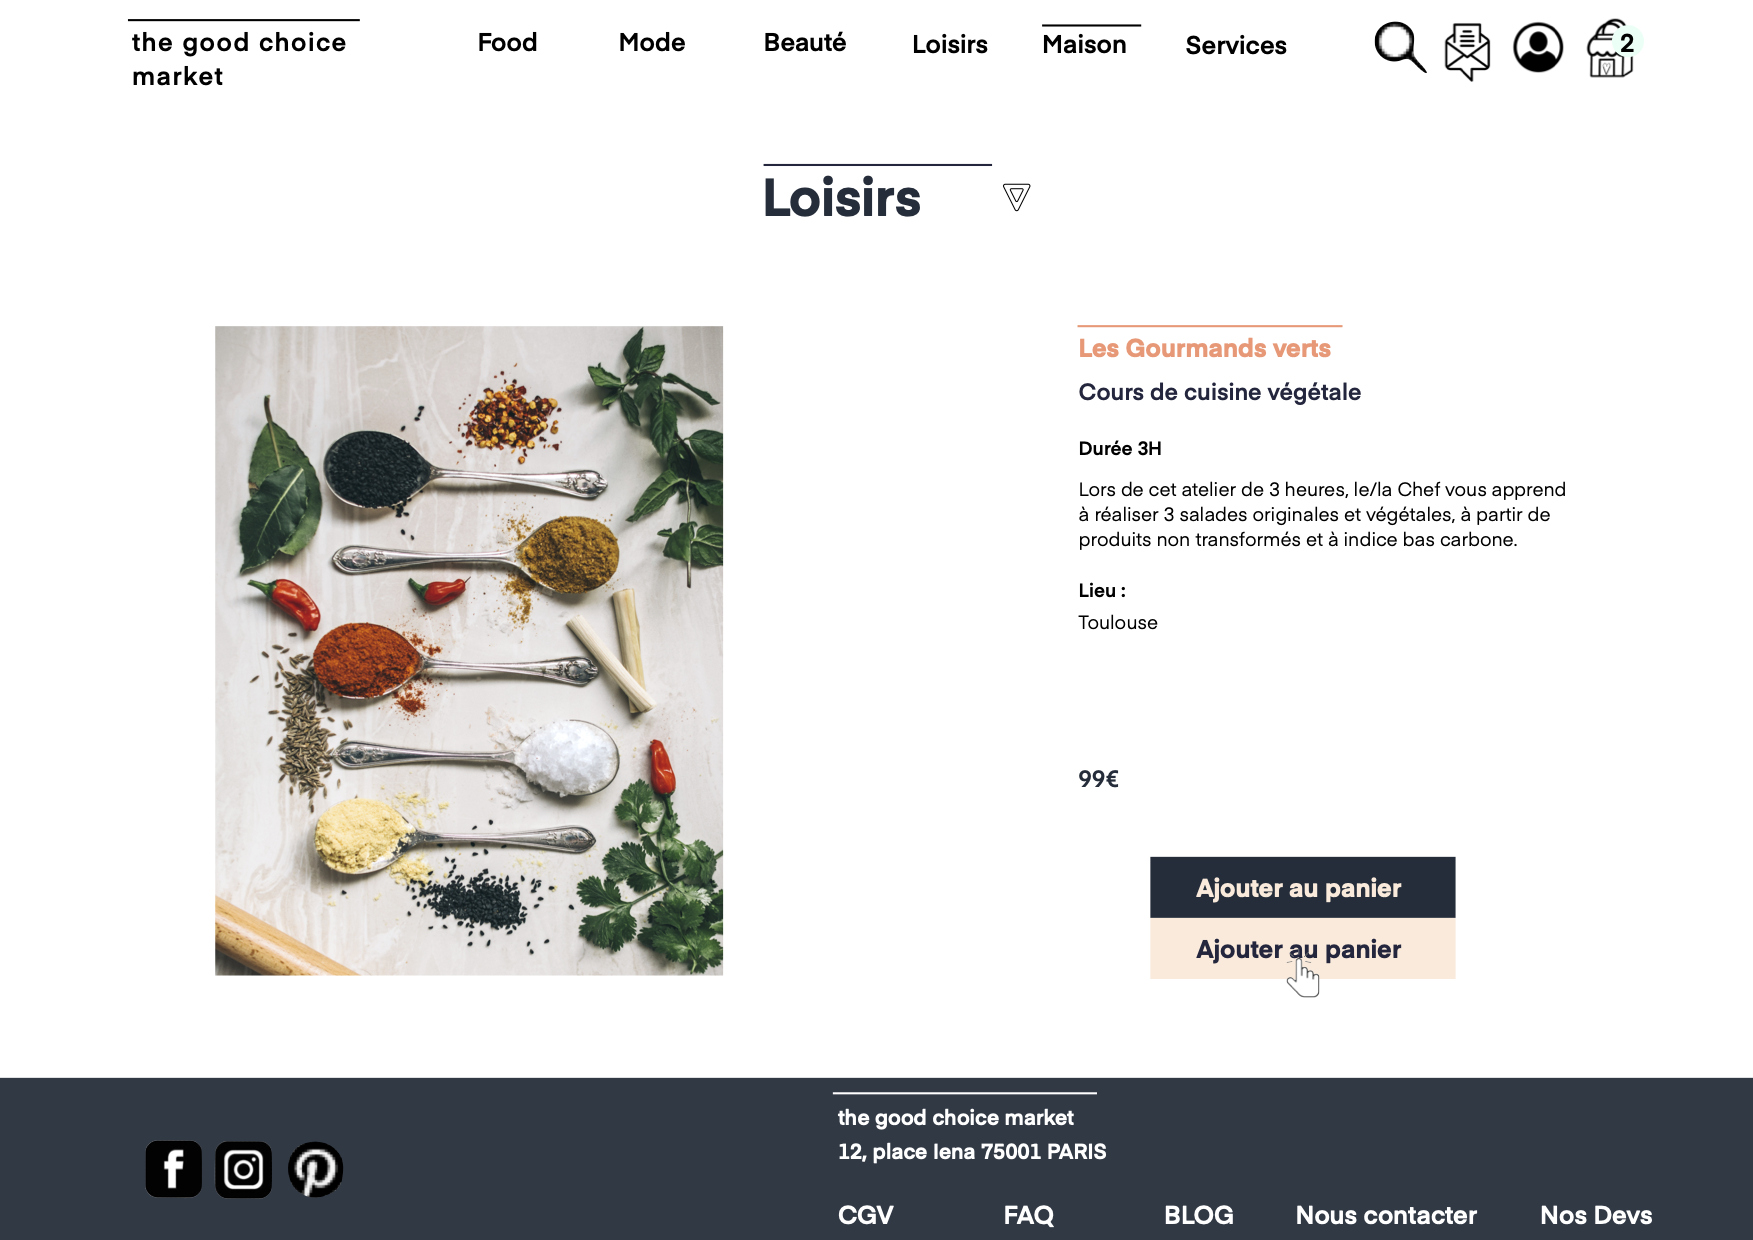 the good choice
market
Food
Mode
Beauté
Loisirs
Maison
Services
2
Loisirs
Les Gourmands verts
Cours de cuisine végétale
Durée 3H
Lors de cet atelier de 3 heures, le/la Chef vous apprend
à réaliser 3 salades originales et végétales, à partir de
produits non transformés et à indice bas carbone.
Lieu :
Toulouse
99€
Ajouter au panier
Ajouter au panier
the good choice market
12, place Iena 75001 PARIS
CGV
FAQ
BLOG
Nous contacter
Nos Devs